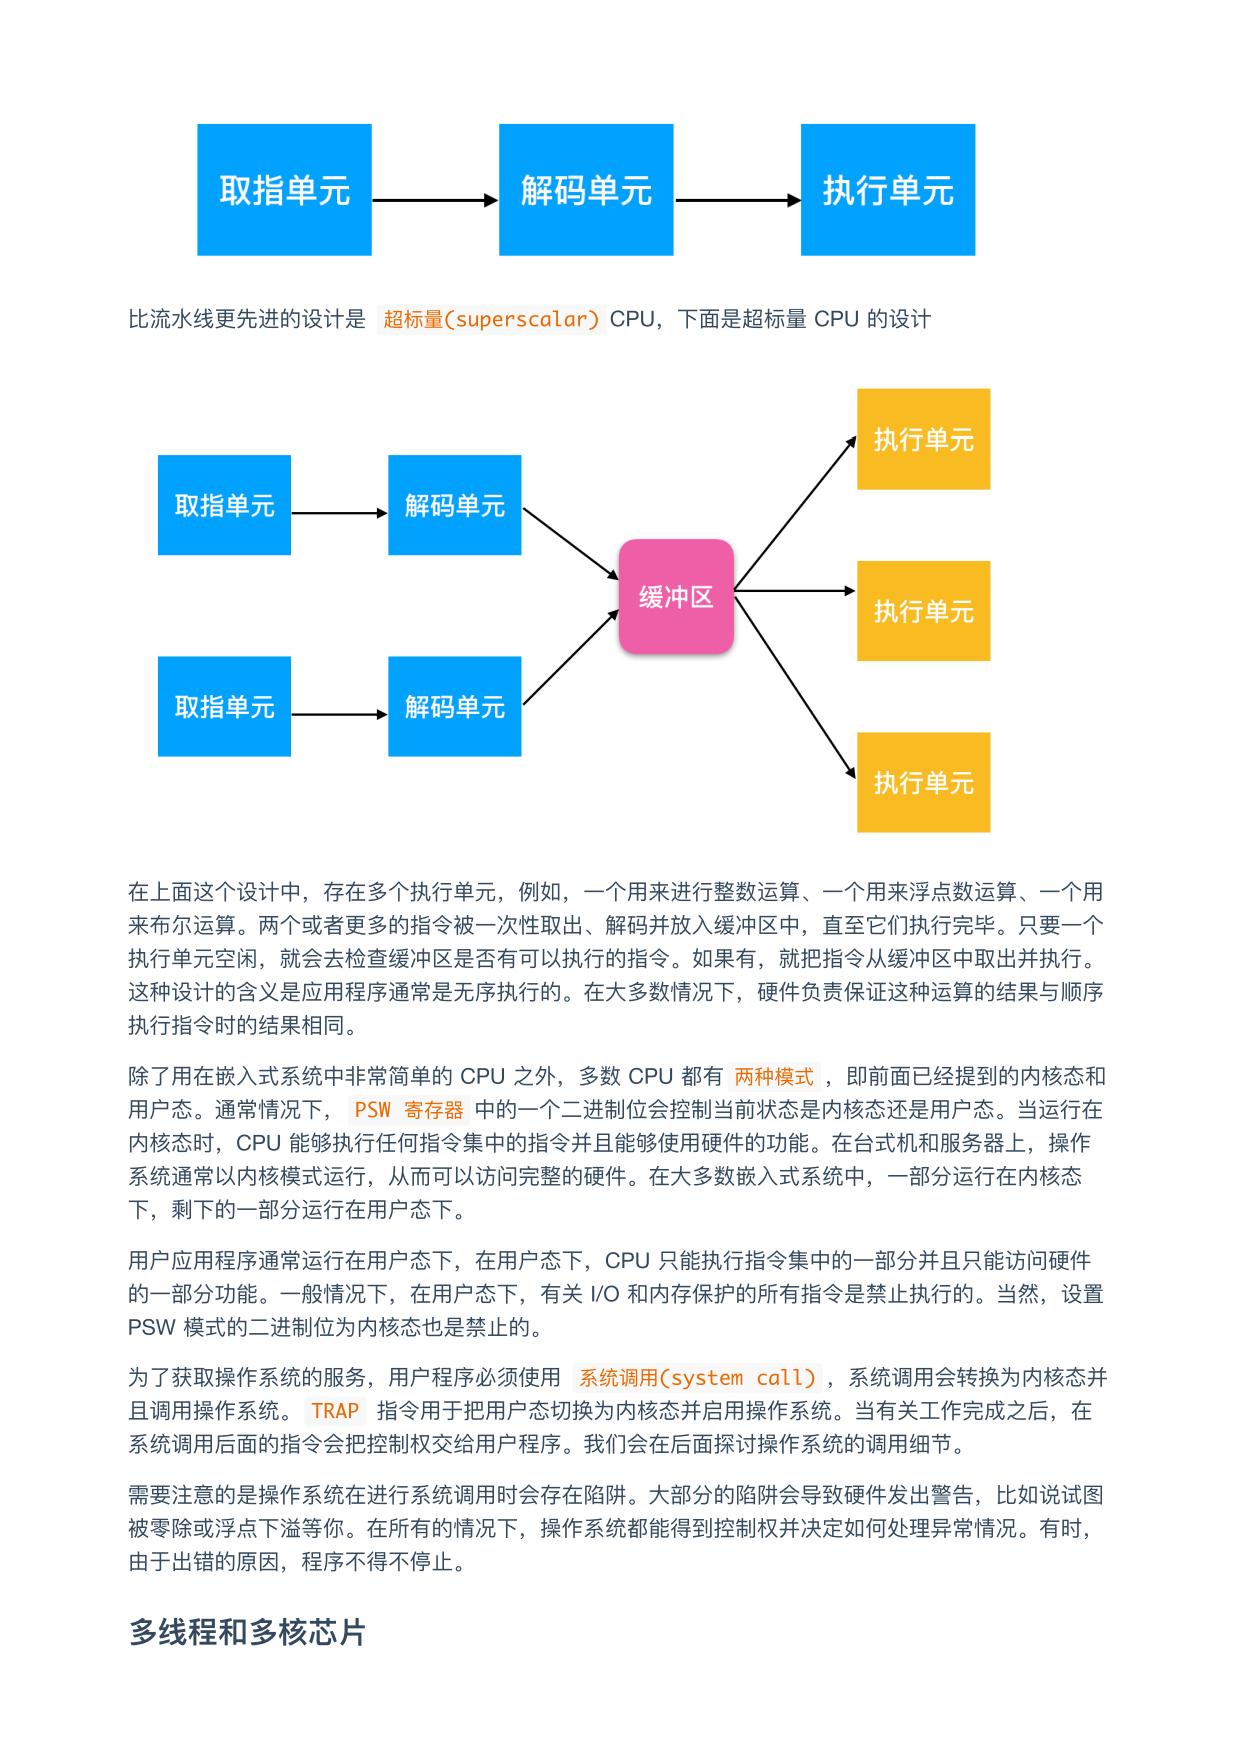 取指单元
解码单元
执行单元
比流水线更先进的设计是 超标量(superscalar) CPU，下面是超标量 CPU 的设计
执行单元
取指单元
解码单元
缓冲区
执行单元
取指单元
解码单元
执行单元
在上面这个设计中，存在多个执行单元，例如，一个用来进行整数运算、一个用来浮点数运算、一个用
来布尔运算。两个或者更多的指令被一次性取出、解码并放入缓冲区中，直至它们执行完毕。只要一个
执行单元空闲，就会去检查缓冲区是否有可以执行的指令。如果有，就把指令从缓冲区中取出并执行。
这种设计的含义是应用程序通常是无序执行的。在大多数情况下，硬件负责保证这种运算的结果与顺序
执行指令时的结果相同。
除了用在嵌入式系统中非常简单的 CPU 之外，多数 CPU 都有 两种模式 ，即前面已经提到的内核态和
用户态。通常情况下， PSW 寄存器 中的一个二进制位会控制当前状态是内核态还是用户态。当运行在
内核态时，CPU 能够执行任何指令集中的指令并且能够使用硬件的功能。在台式机和服务器上，操作
系统通常以内核模式运行，从而可以访问完整的硬件。在大多数嵌入式系统中，一部分运行在内核态
下，剩下的一部分运行在用户态下。
用户应用程序通常运行在用户态下，在用户态下，CPU 只能执行指令集中的一部分并且只能访问硬件
的一部分功能。一般情况下，在用户态下，有关 I/O 和内存保护的所有指令是禁止执行的。当然，设置
PSW 模式的二进制位为内核态也是禁止的。
为了获取操作系统的服务，用户程序必须使用 系统调用(system call) ，系统调用会转换为内核态并
且调用操作系统。 TRAP 指令用于把用户态切换为内核态并启用操作系统。当有关工作完成之后，在
系统调用后面的指令会把控制权交给用户程序。我们会在后面探讨操作系统的调用细节。
需要注意的是操作系统在进行系统调用时会存在陷阱。大部分的陷阱会导致硬件发出警告，比如说试图
被零除或浮点下溢等你。在所有的情况下，操作系统都能得到控制权并决定如何处理异常情况。有时，
由于出错的原因，程序不得不停止。
多线程和多核芯片